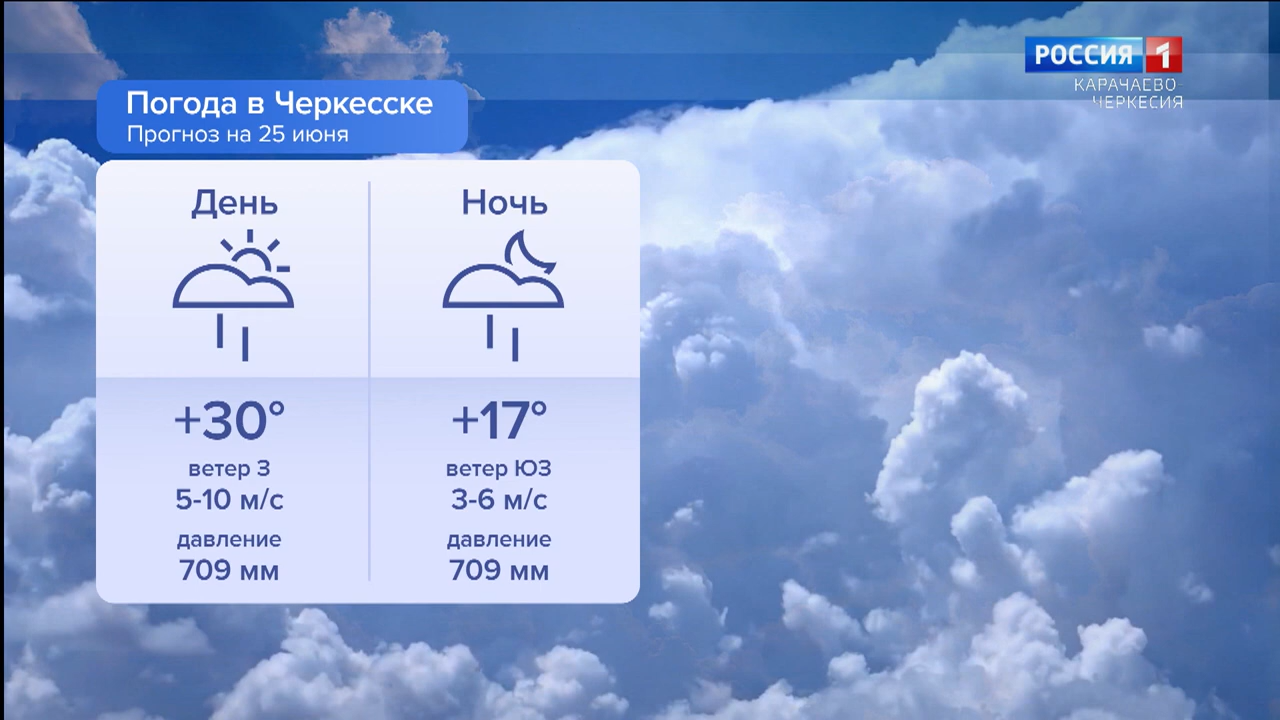 РОССИЯ 1
КАРАЧАЕВО-
ЧЕРКЕСИЯ
Погода в Черкесске
Прогноз на 25 июня
День
+30°
ветер З
5-10 м/с
давление
709 мм
Ночь
+17°
ветер ЮЗ
3-6 м/с
давление
709 мм